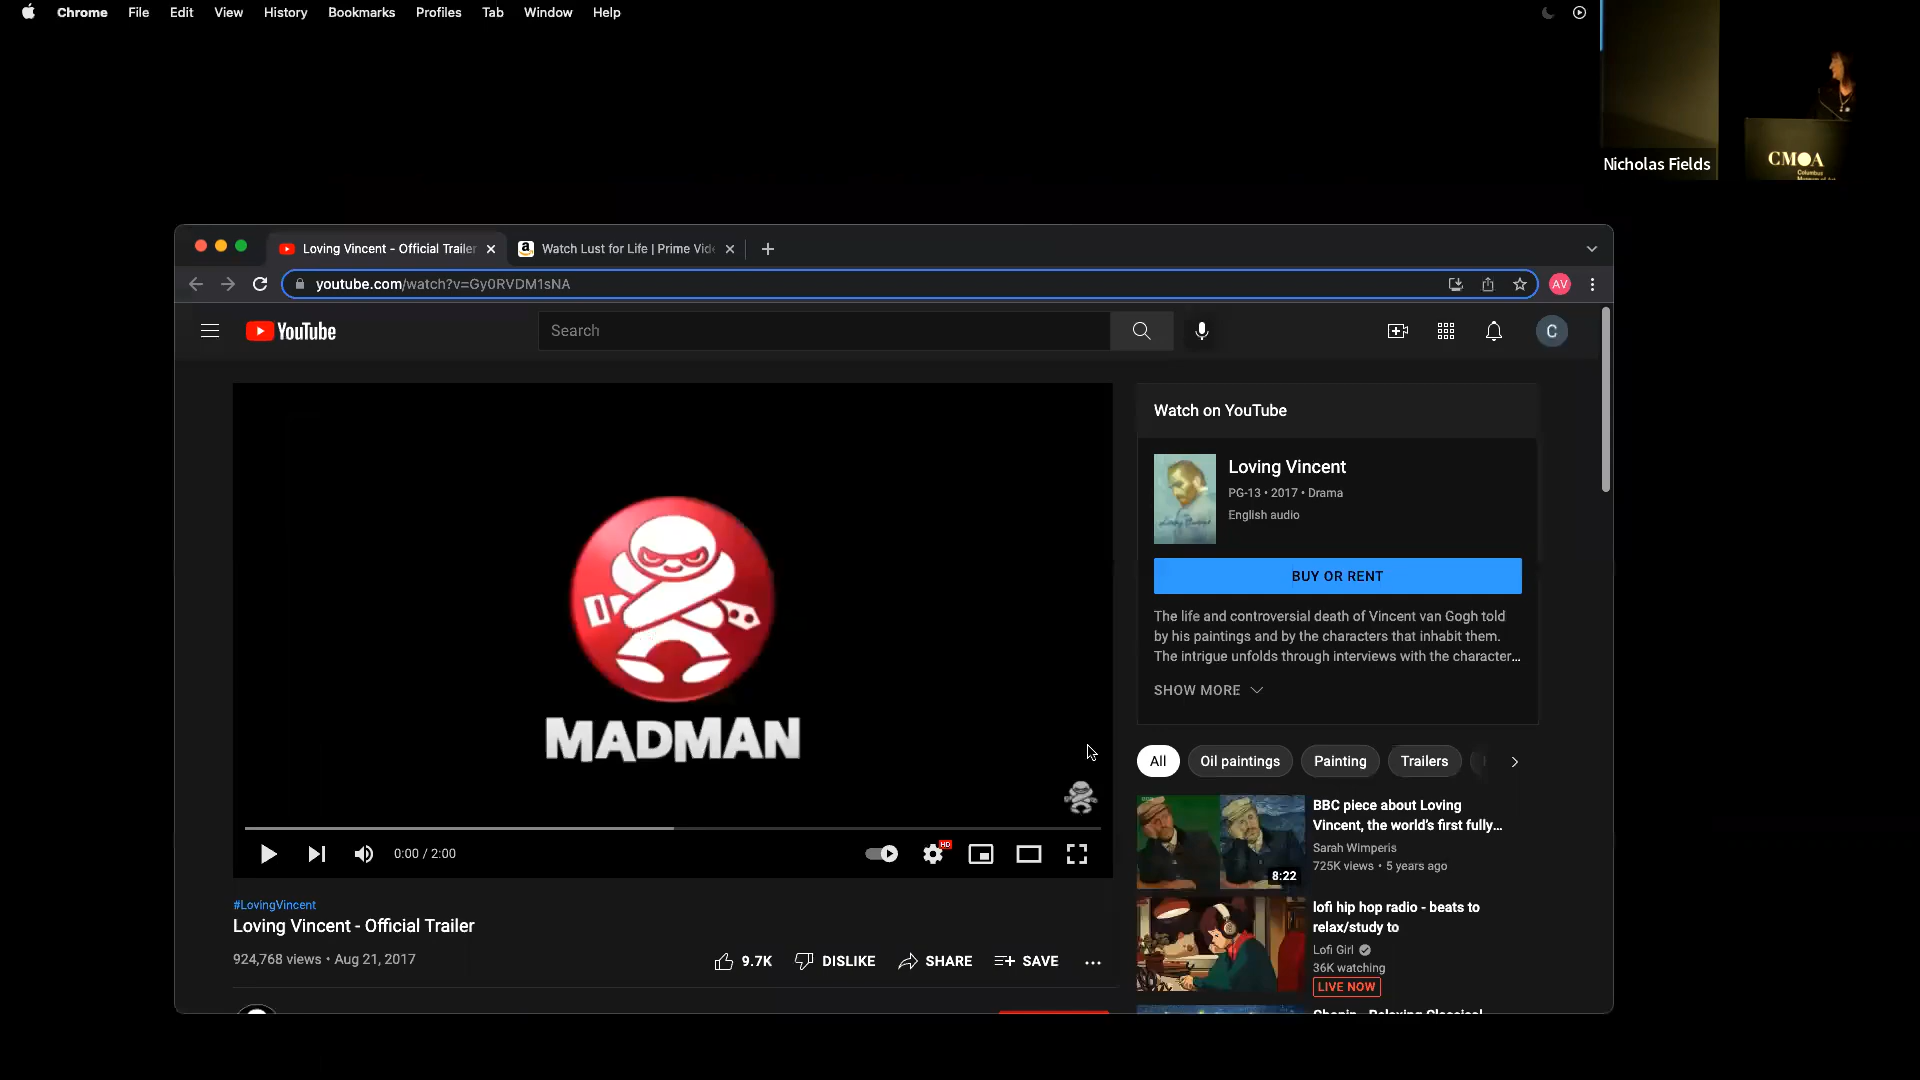 Chrome File Edit View History Bookmarks Profiles Tab Window Help
Nicholas Fields
CMOA
Columbus
Loving Vincent - Official Trailer
Watch Lust for Life | Prime Vid
youtube.com/watch?v=Gy0RVDM1sNA
AV
YouTube
Search
C
MADMAN
0:00 / 2:00
HD
#LovingVincent
Loving Vincent - Official Trailer
924,768 views • Aug 21, 2017
9.7K DISLIKE SHARE SAVE
Watch on YouTube
Loving Vincent
PG-13 • 2017 • Drama
English audio
BUY OR RENT
The life and controversial death of Vincent van Gogh told
by his paintings and by the characters that inhabit them.
The intrigue unfolds through interviews with the character...
SHOW MORE
All Oil paintings Painting Trailers
8:22
BBC piece about Loving
Vincent, the world's first fully...
Sarah Wimperis
725K views • 5 years ago
lofi hip hop radio - beats to
relax/study to
Lofi Girl
36K watching
LIVE NOW